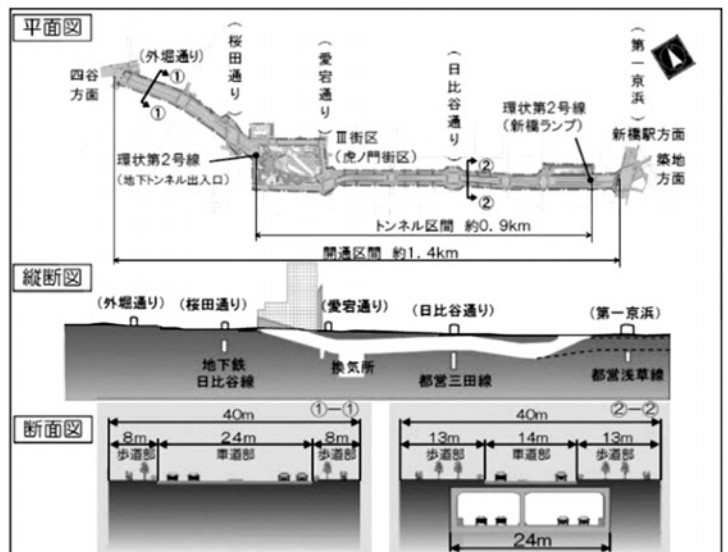 平面図
四谷
方面
(外堀通り)
①
①
(桜田通り)
(愛宕通り)
(日比谷通り)
(第一京浜)
環状第2号線
(地下トンネル出入口)
Ⅲ街区
(虎ノ門街区)
②
②
環状第2号線
(新橋ランプ)
新橋駅方面
築地
方面
トンネル区間 約0.9km
開通区間 約1.4km
縦断図
(外堀通り)
(桜田通り)
(愛宕通り)
(日比谷通り)
(第一京浜)
地下鉄
日比谷線
換気所
都営三田線
都営浅草線
断面図
①-①
40m
8m
24m
8m
歩道部
車道部
歩道部
②-②
40m
13m
14m
13m
歩道部
車道部
歩道部
24m